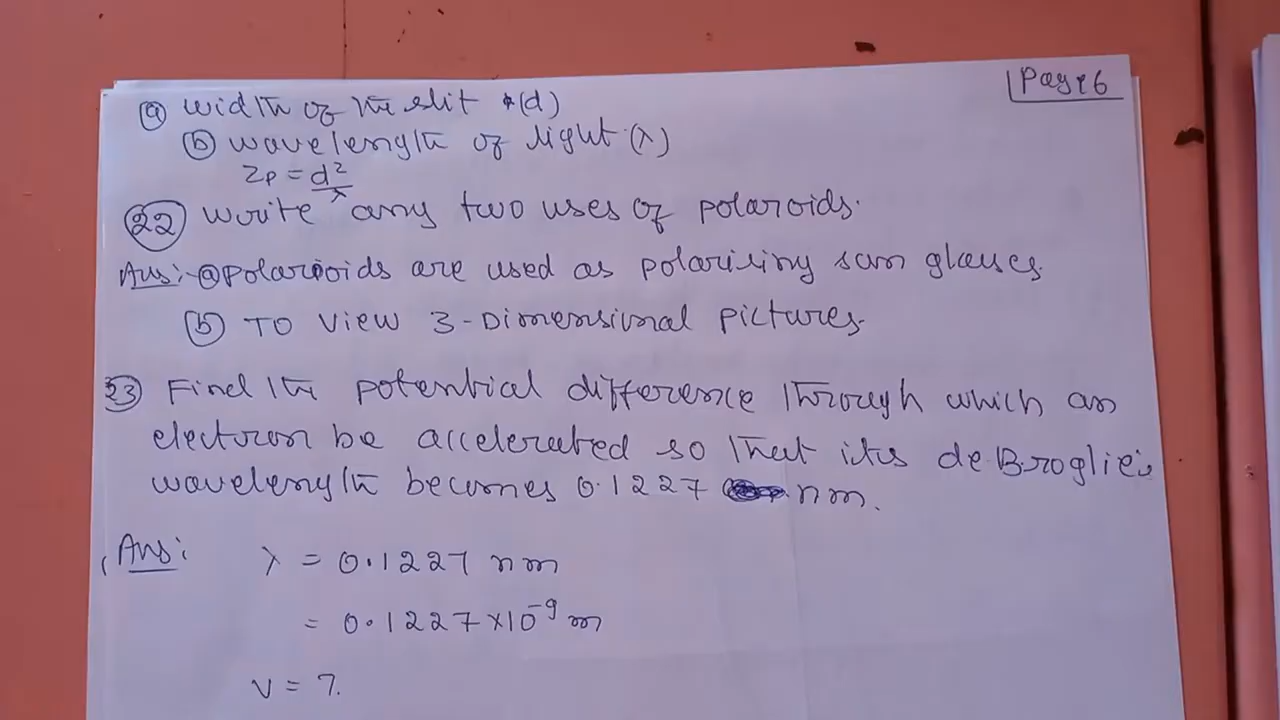 Page 6
ⓐ width of the slit (d)
ⓑ wavelength of light (λ)
Zp = d²/λ
㉒ Write any two uses of polaroids.
Ans: ⓐ polaroids are used as polarising sun glasses.
ⓑ To view 3-Dimensional pictures.
㉓ Find the potential difference through which an
electron be accelerated so that its de-Broglie's
wavelength becomes 0.1227 nm.
Ans: λ = 0.1227 nm
= 0.1227 × 10⁻⁹ m
V = ?